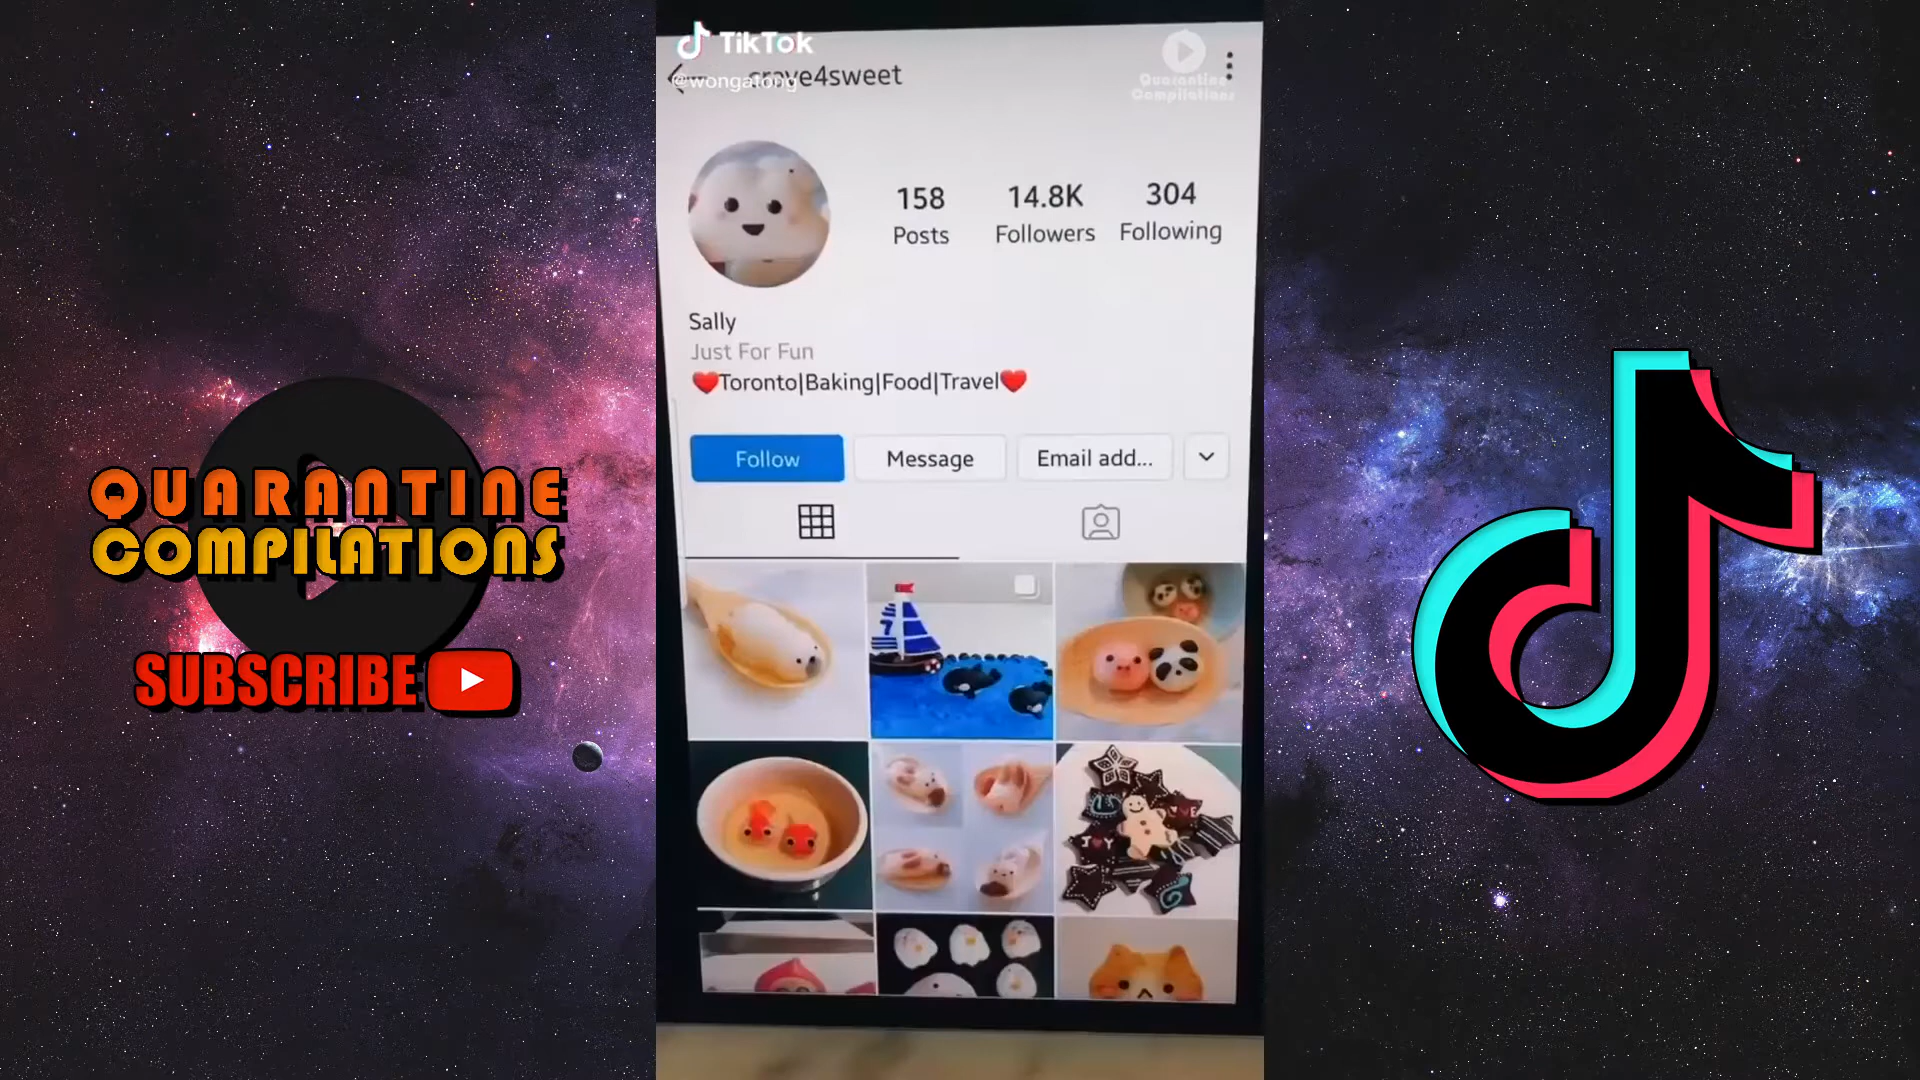 TikTok
@wongatong
crave4sweet
Quarantine
Compilations
158
Posts
14.8K
Followers
304
Following
Sally
Just For Fun
❤️Toronto|Baking|Food|Travel❤️
Follow
Message
Email add...
QUARANTINE
COMPILATIONS
SUBSCRIBE